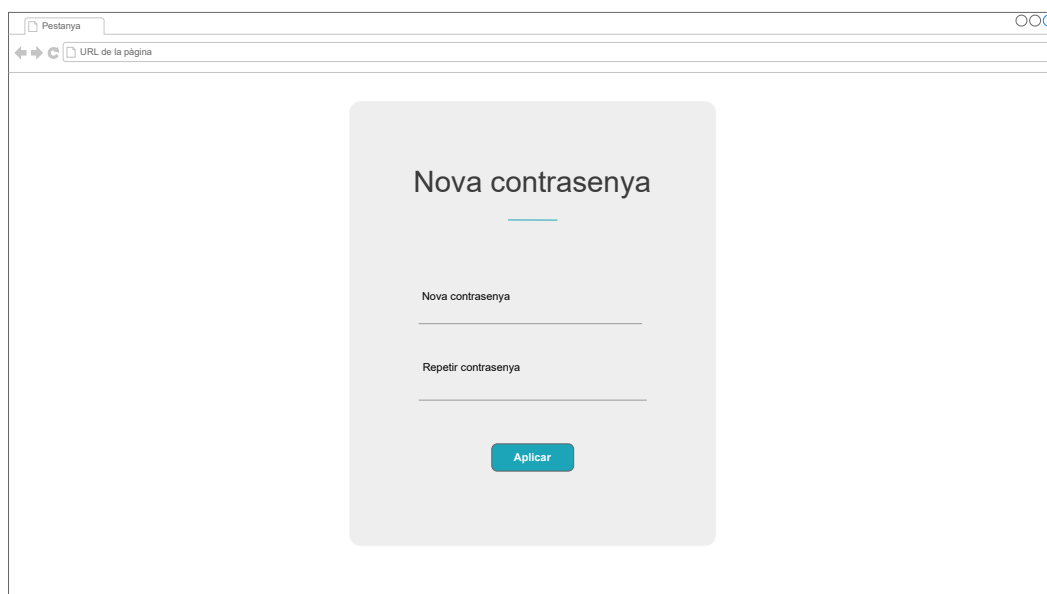 Pestanya
URL de la pàgina
Nova contrasenya
Nova contrasenya
Repetir contrasenya
Aplicar